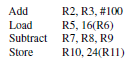 Add R2, R3, #100
Load R5, 16(R6)
Subtract R7, R8, R9
Store R10, 24(R11)